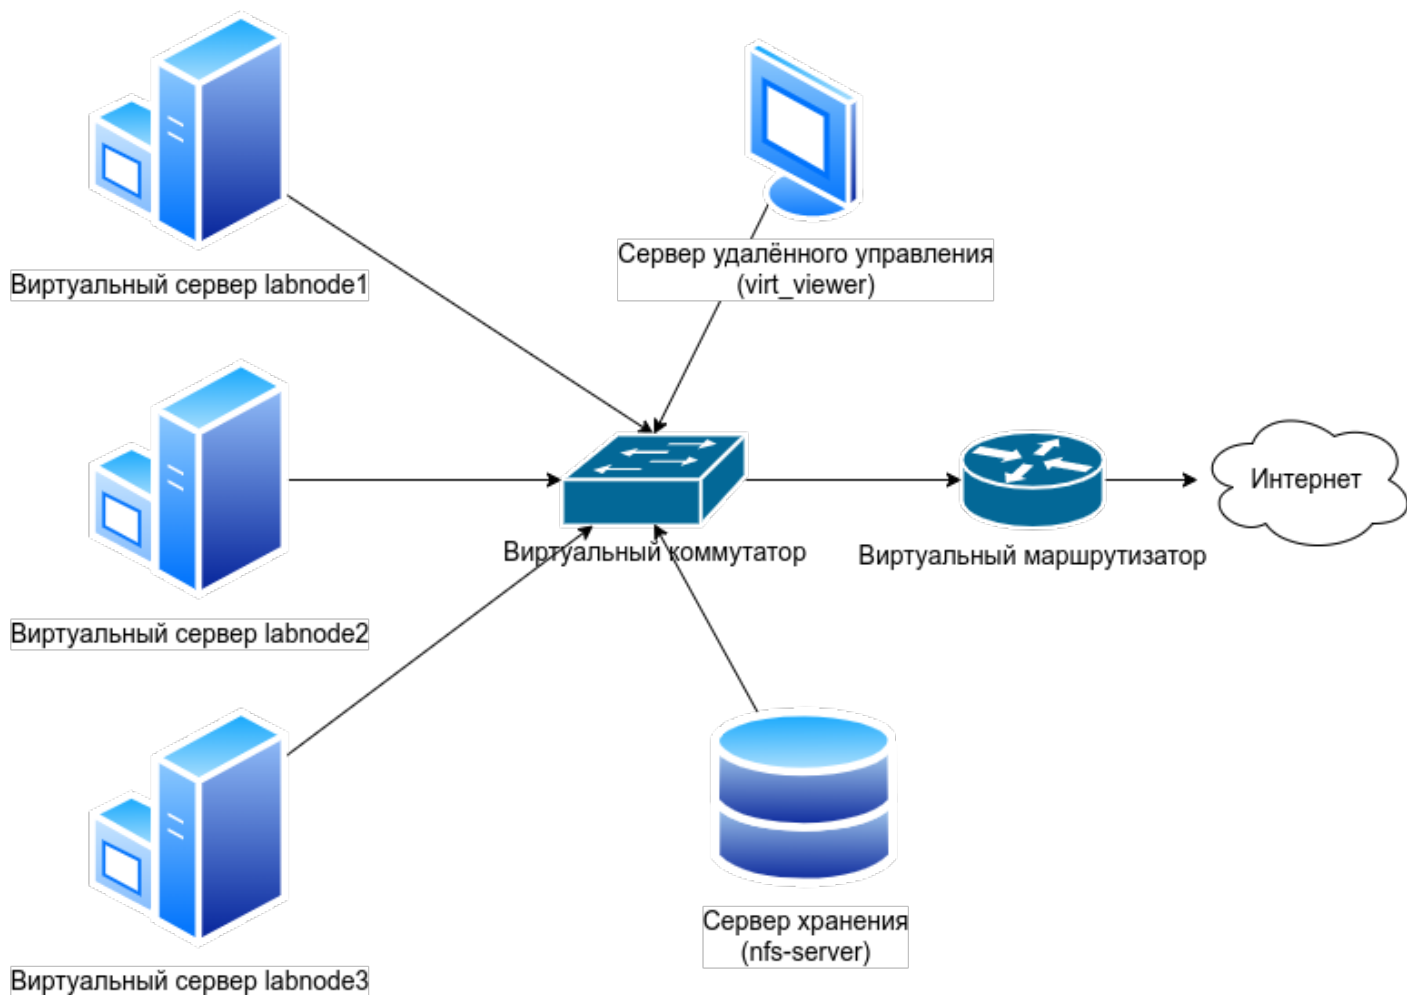 Виртуальный сервер labnode1
Сервер удалённого управления
(virt_viewer)
Виртуальный коммутатор
Виртуальный маршрутизатор
Интернет
Виртуальный сервер labnode2
Сервер хранения
(nfs-server)
Виртуальный сервер labnode3